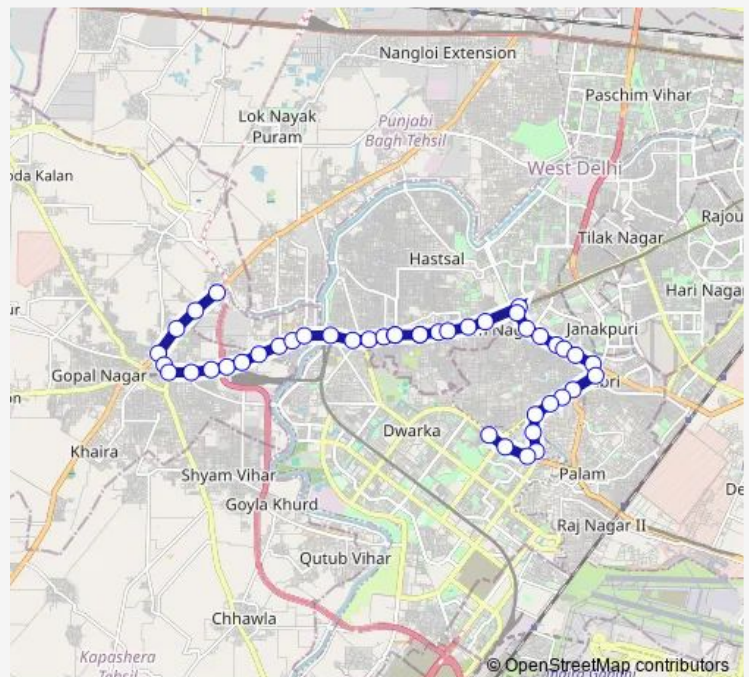 Nangloi Extension
Paschim Vihar
Lok Nayak
Puram
Punjabi
Bagh Tehsil
West Delhi
oda Kalan
Rajou
Tilak Nagar
Hastsal
Hari Nagar
ur
Janakpuri
Gopal Nagar
bri
on
Dwarka
Khaira
Palam
Shyam Vihar
De
Goyla Khurd
Raj Nagar II
Qutub Vihar
Chhawla
Kapashera
Tehsil
© OpenStreetMap contributors